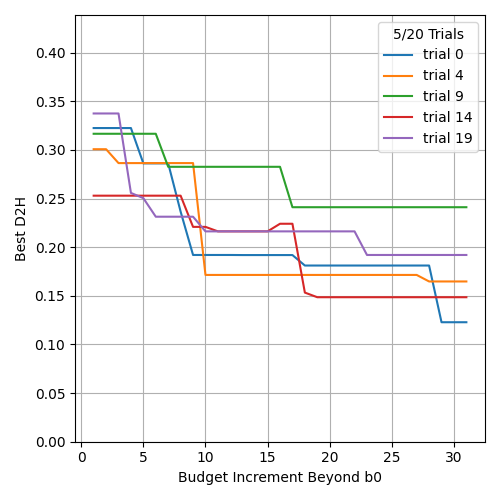 5/20 Trials
trial 0
trial 4
trial 9
trial 14
trial 19
0.40
0.35
0.30
0.25
0.20
0.15
0.10
0.05
0.00
Best D2H
0 5 10 15 20 25 30
Budget Increment Beyond b0